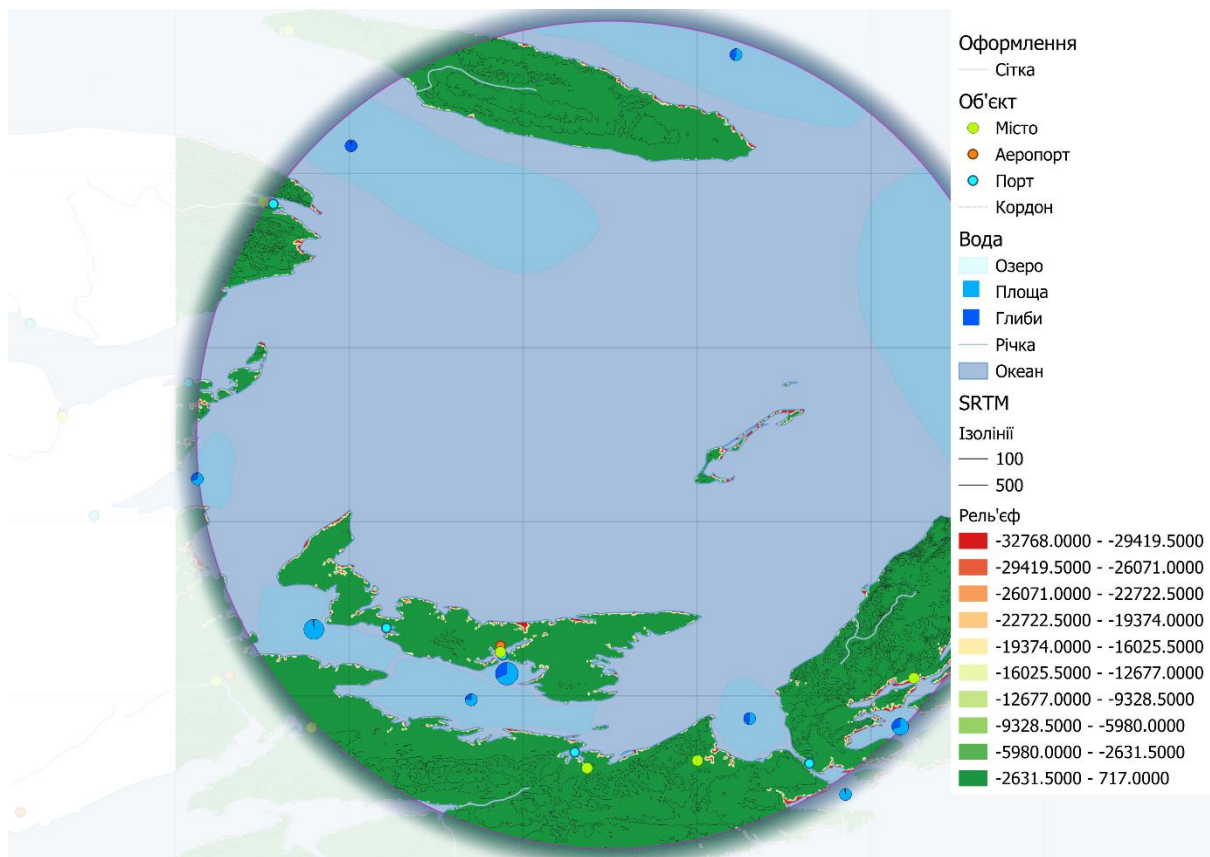 Оформлення
Сітка
Об'єкт
Місто
Аеропорт
Порт
Кордон
Вода
Озеро
Площа
Глиби
Річка
Океан
SRTM
Ізолінії
100
500
Рель'єф
-32768.0000 - -29419.5000
-29419.5000 - -26071.0000
-26071.0000 - -22722.5000
-22722.5000 - -19374.0000
-19374.0000 - -16025.5000
-16025.5000 - -12677.0000
-12677.0000 - -9328.5000
-9328.5000 - -5980.0000
-5980.0000 - -2631.5000
-2631.5000 - 717.0000